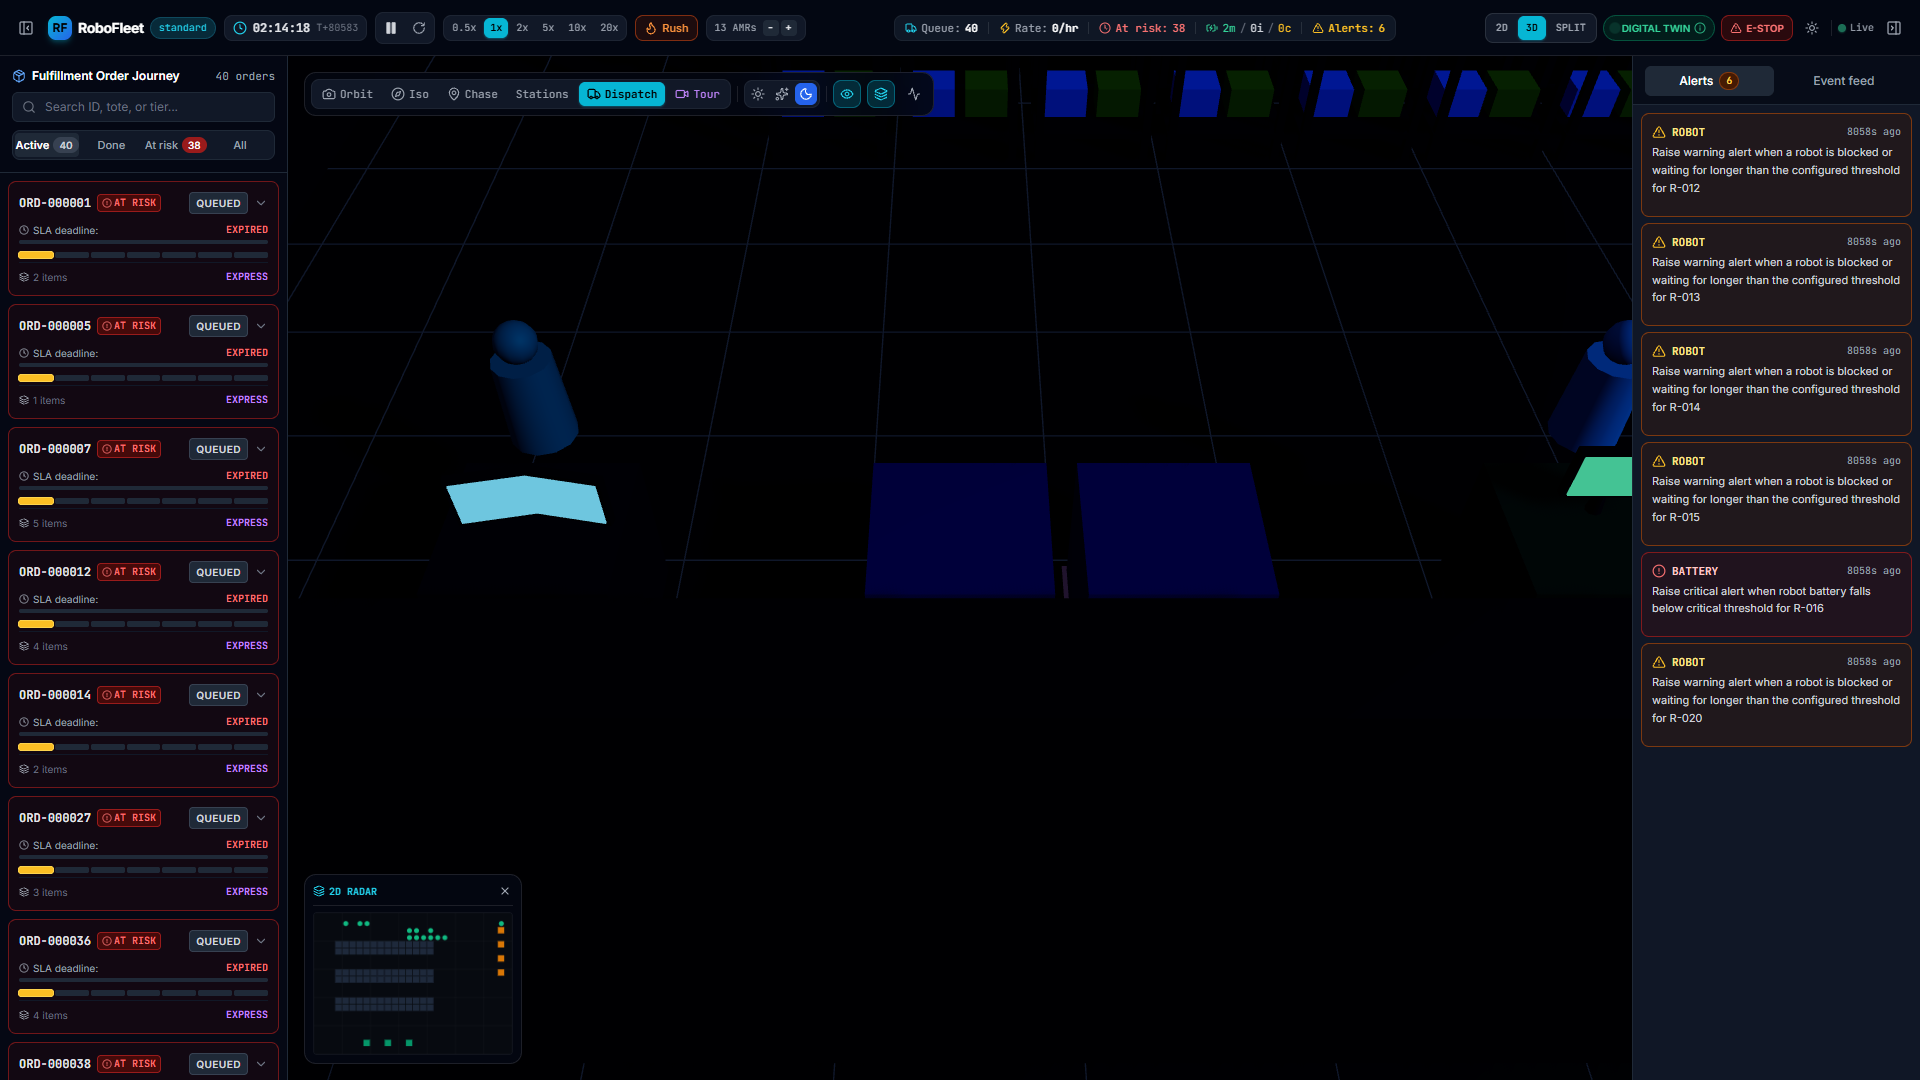 RF RoboFleet standard 02:14:18 T+80583 0.5x 1x 2x 5x 10x 20x Rush 13 AMRs - + Queue: 40 Rate: 0/hr At risk: 38 2m / 0i / 0c Alerts: 6 2D 3D SPLIT DIGITAL TWIN E-STOP Live
Fulfillment Order Journey 40 orders
Search ID, tote, or tier...
Active 40 Done At risk 38 All
ORD-000001 AT RISK QUEUED
SLA deadline: EXPIRED
2 items EXPRESS
ORD-000005 AT RISK QUEUED
SLA deadline: EXPIRED
1 items EXPRESS
ORD-000007 AT RISK QUEUED
SLA deadline: EXPIRED
5 items EXPRESS
ORD-000012 AT RISK QUEUED
SLA deadline: EXPIRED
4 items EXPRESS
ORD-000014 AT RISK QUEUED
SLA deadline: EXPIRED
2 items EXPRESS
ORD-000027 AT RISK QUEUED
SLA deadline: EXPIRED
3 items EXPRESS
ORD-000036 AT RISK QUEUED
SLA deadline: EXPIRED
4 items EXPRESS
ORD-000038 AT RISK QUEUED
Orbit Iso Chase Stations Dispatch Tour
2D RADAR
Alerts 6 Event feed
ROBOT 8058s ago
Raise warning alert when a robot is blocked or
waiting for longer than the configured threshold
for R-012
ROBOT 8058s ago
Raise warning alert when a robot is blocked or
waiting for longer than the configured threshold
for R-013
ROBOT 8058s ago
Raise warning alert when a robot is blocked or
waiting for longer than the configured threshold
for R-014
ROBOT 8058s ago
Raise warning alert when a robot is blocked or
waiting for longer than the configured threshold
for R-015
BATTERY 8058s ago
Raise critical alert when robot battery falls
below critical threshold for R-016
ROBOT 8058s ago
Raise warning alert when a robot is blocked or
waiting for longer than the configured threshold
for R-020